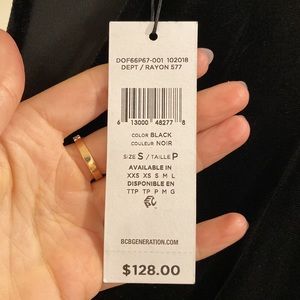 DOF66P67-001 102018
DEPT / RAYON 577
6 13000 48277 8
COLOR BLACK
COULEUR NOIR
SIZE S / TAILLE P
AVAILABLE IN
XXS XS S M L
DISPONIBLE EN
TTP TP P M G
BCBGENERATION.COM
$128.00